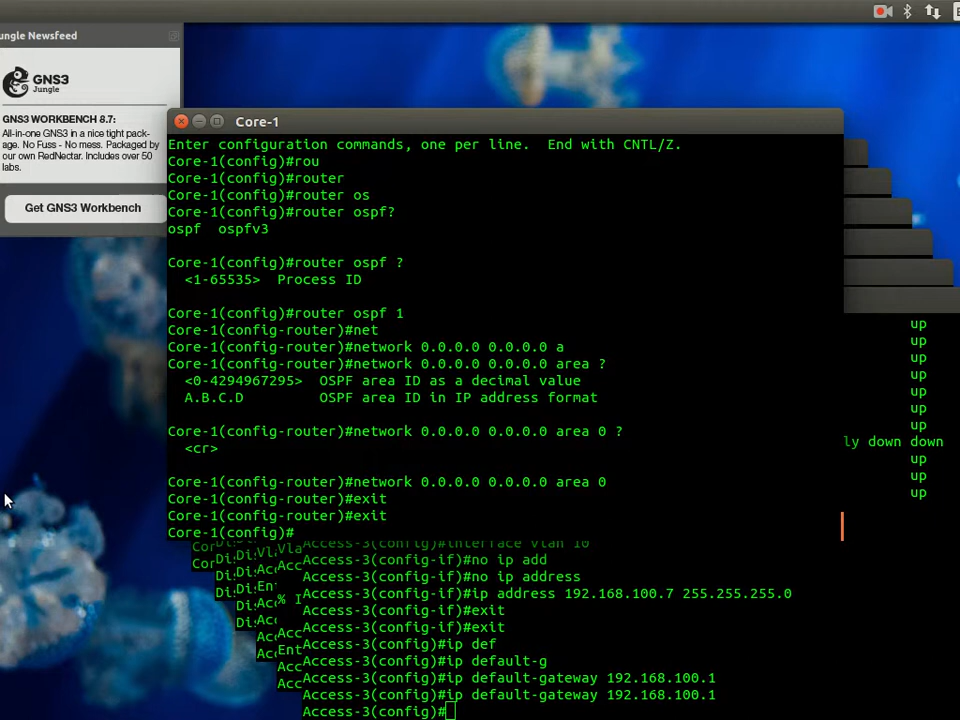 ungle Newsfeed
GNS3
Jungle
GNS3 WORKBENCH 8.7:
All-in-one GNS3 in a nice tight pack-
age. No Fuss - No mess. Packaged by
our own RedNectar. Includes over 50
labs.
Get GNS3 Workbench
Core-1
Enter configuration commands, one per line.  End with CNTL/Z.
Core-1(config)#rou
Core-1(config)#router
Core-1(config)#router os
Core-1(config)#router ospf?
ospf  ospfv3
Core-1(config)#router ospf ?
<1-65535>  Process ID
Core-1(config)#router ospf 1
Core-1(config-router)#net
Core-1(config-router)#network 0.0.0.0 0.0.0.0 a
Core-1(config-router)#network 0.0.0.0 0.0.0.0 area ?
<0-4294967295>  OSPF area ID as a decimal value
A.B.C.D         OSPF area ID in IP address format
Core-1(config-router)#network 0.0.0.0 0.0.0.0 area 0 ?
<cr>
Core-1(config-router)#network 0.0.0.0 0.0.0.0 area 0
Core-1(config-router)#exit
Core-1(config-router)#exit
Core-1(config)#
up
up
up
up
up
up
up
ly down down
up
up
up
Access-3(config)#interface vlan 10
Access-3(config-if)#no ip add
Access-3(config-if)#no ip address
Access-3(config-if)#ip address 192.168.100.7 255.255.255.0
Access-3(config-if)#exit
Access-3(config-if)#exit
Access-3(config)#ip def
Access-3(config)#ip default-g
Access-3(config)#ip default-gateway 192.168.100.1
Access-3(config)#ip default-gateway 192.168.100.1
Access-3(config)#